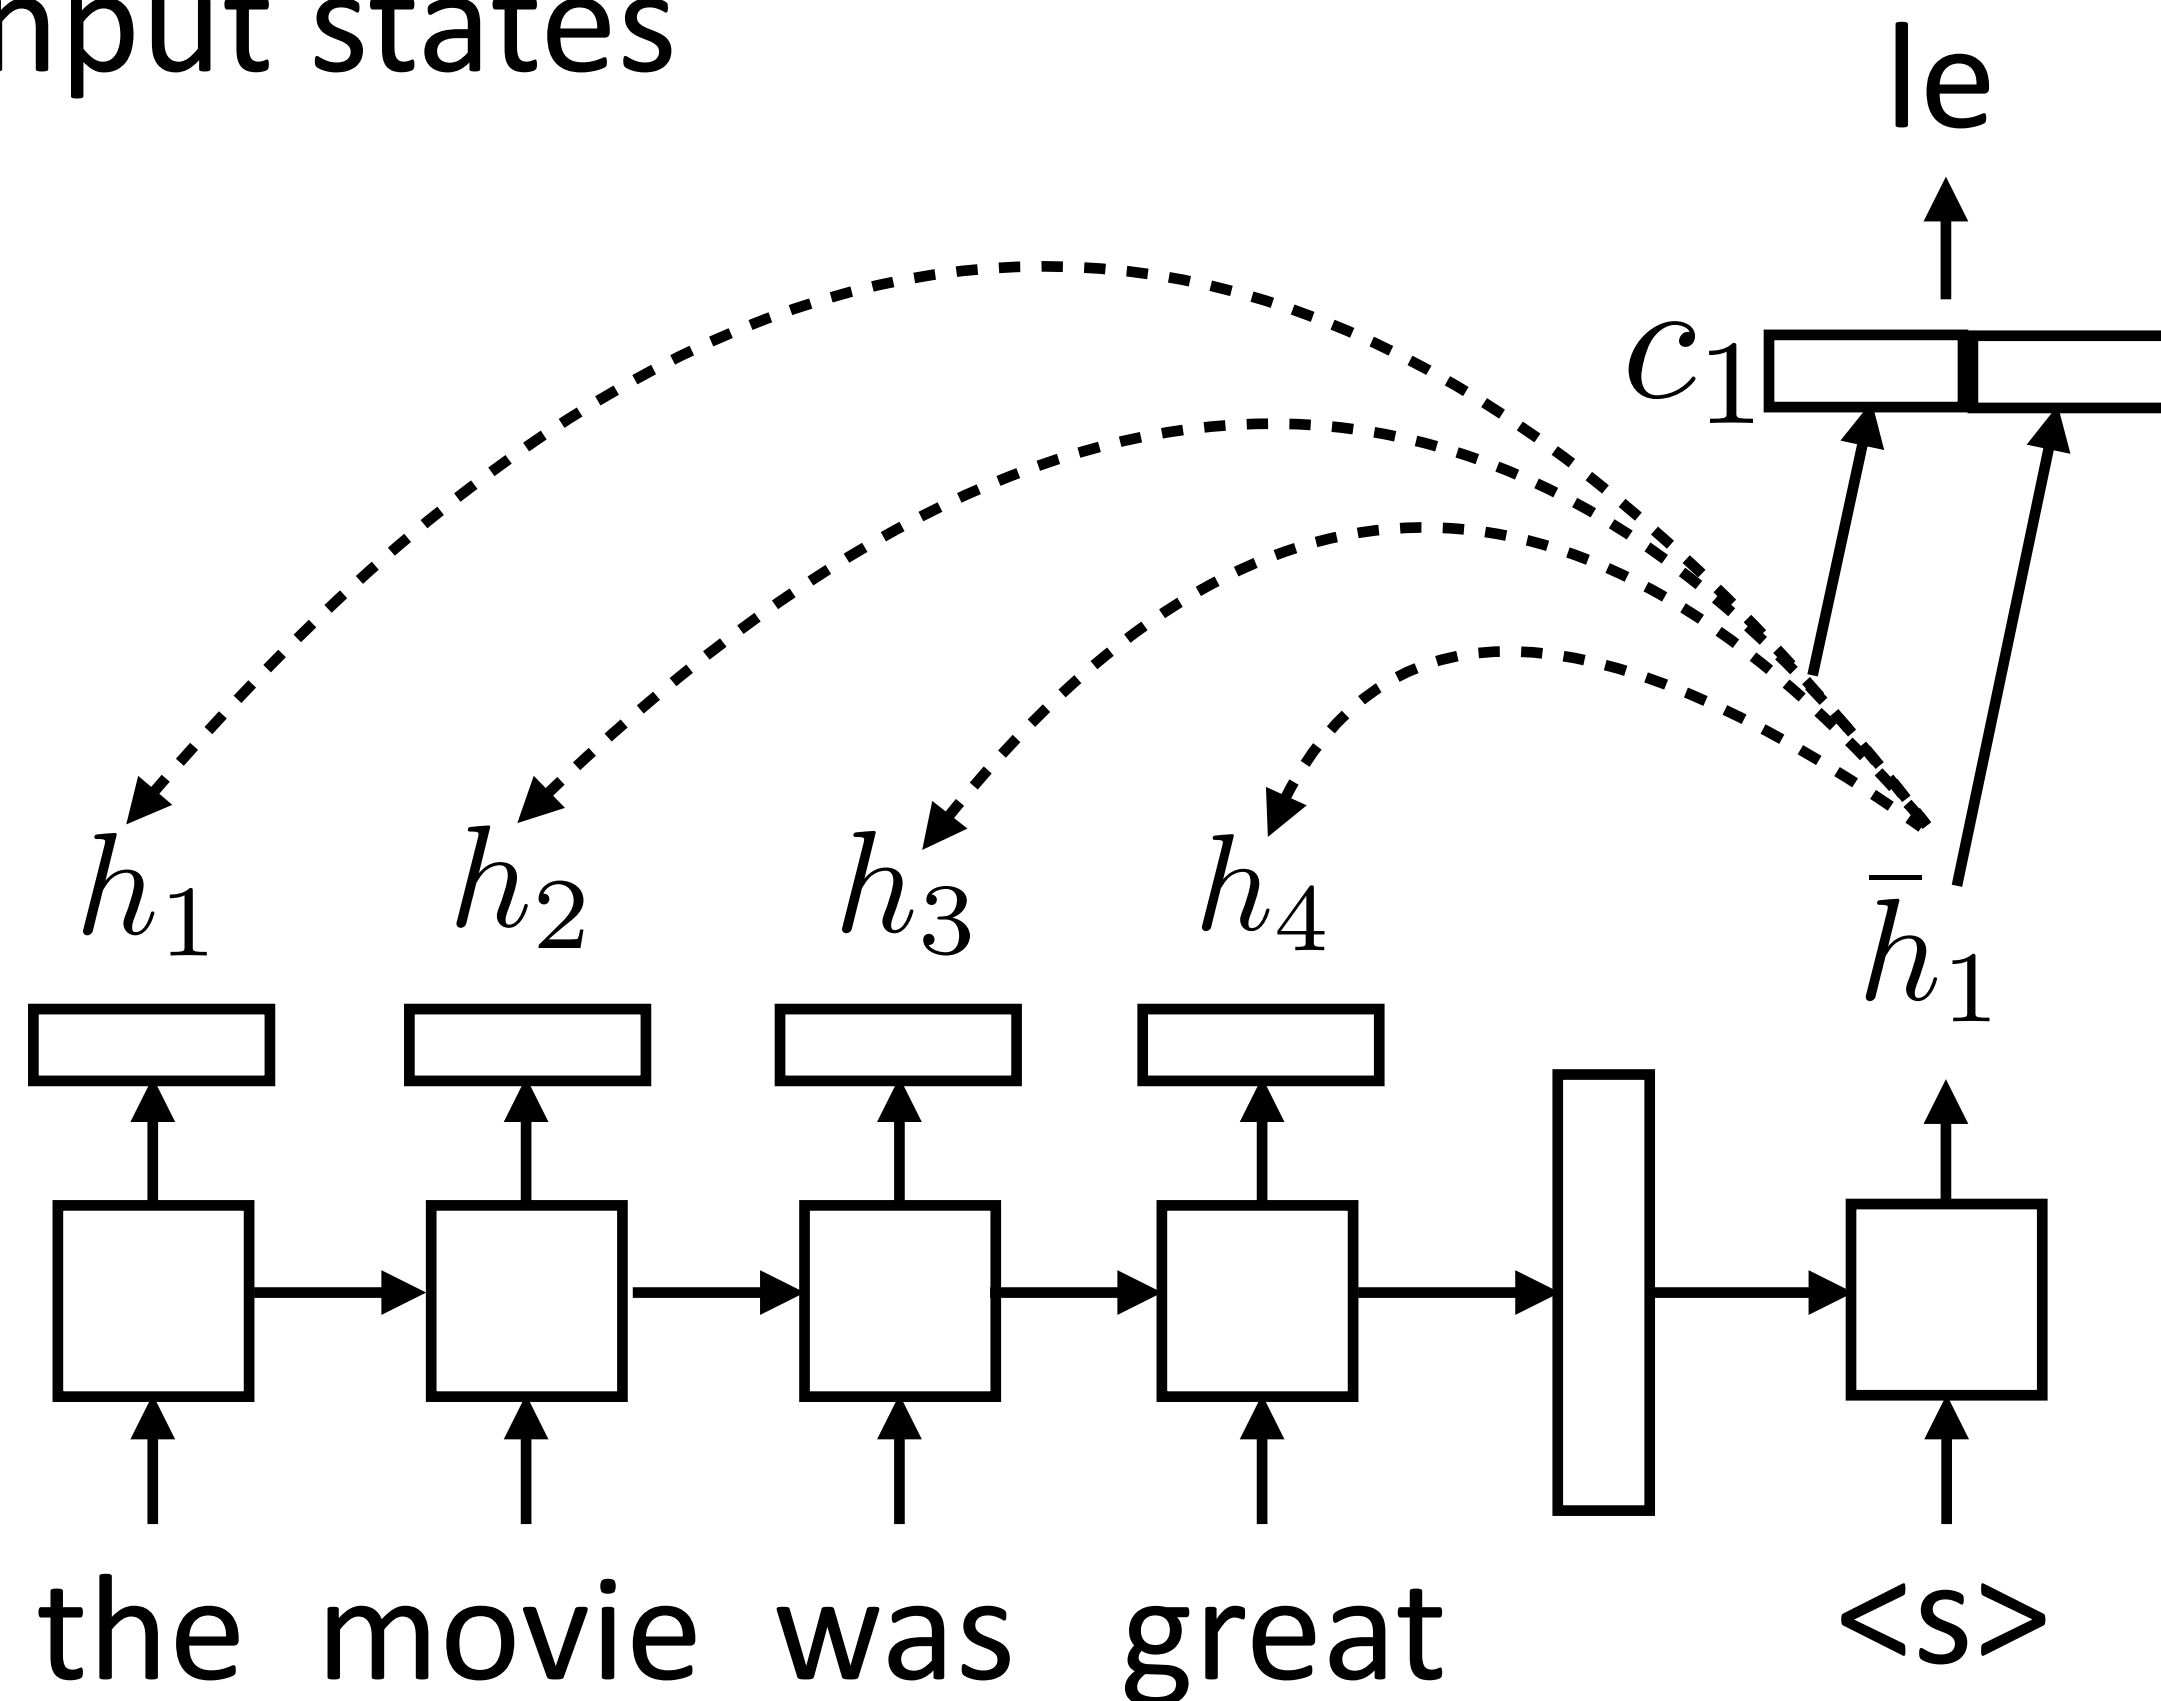 nput states
le
c₁
h₁ h₂ h₃ h₄
h̄₁
the movie was great <s>